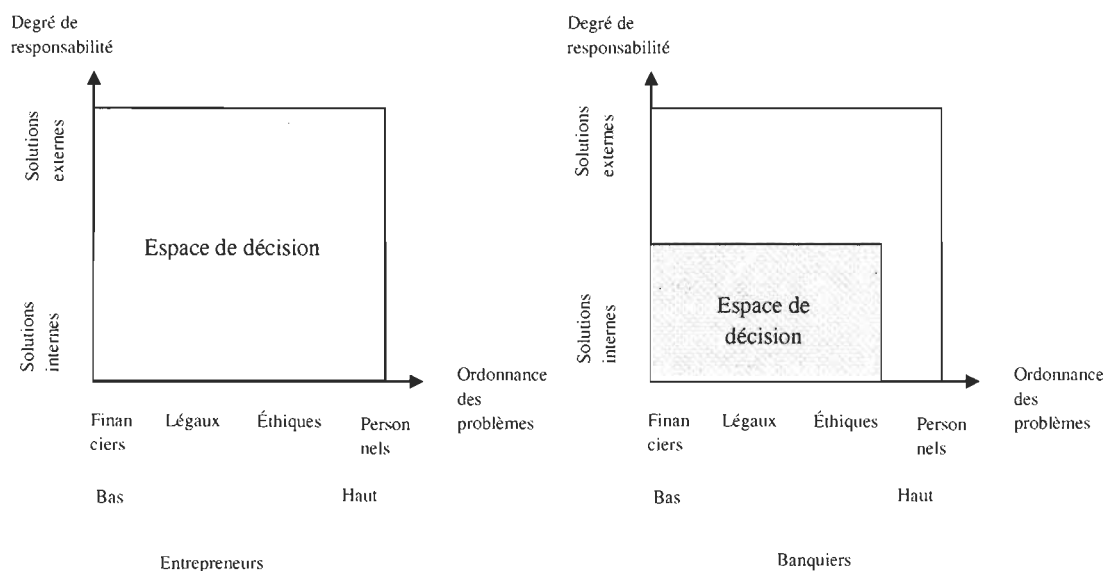 Degré de
responsabilité
Solutions
externes
Espace de décision
Solutions
internes
Ordonnance
des
problèmes
Finan
ciers
Légaux
Éthiques
Person
nels
Bas
Haut
Entrepreneurs
Degré de
responsabilité
Solutions
externes
Espace de
décision
Solutions
internes
Ordonnance
des
problèmes
Finan
ciers
Légaux
Éthiques
Person
nels
Bas
Haut
Banquiers